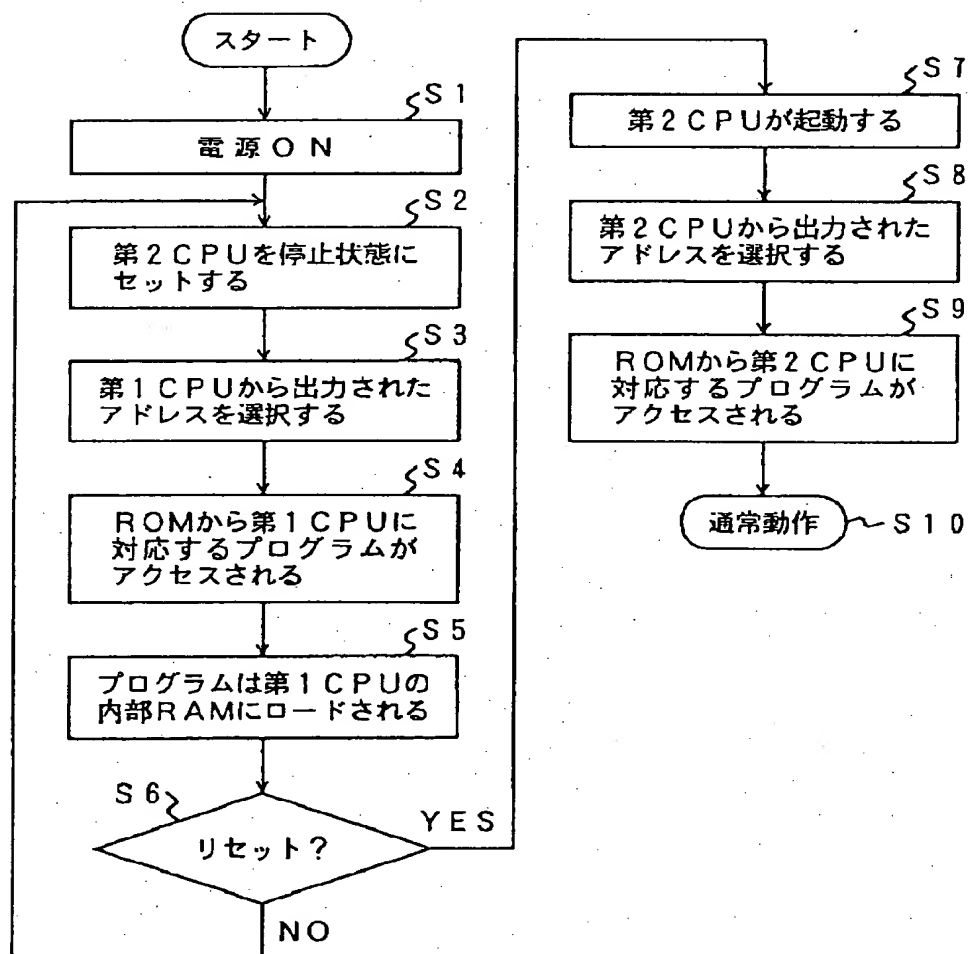 スタート
S1
電源ON
S2
第2CPUを停止状態に
セットする
S3
第1CPUから出力された
アドレスを選択する
S4
ROMから第1CPUに
対応するプログラムが
アクセスされる
S5
プログラムは第1CPUの
内部RAMにロードされる
S6
リセット?
YES
NO
S7
第2CPUが起動する
S8
第2CPUから出力された
アドレスを選択する
S9
ROMから第2CPUに
対応するプログラムが
アクセスされる
通常動作
S10